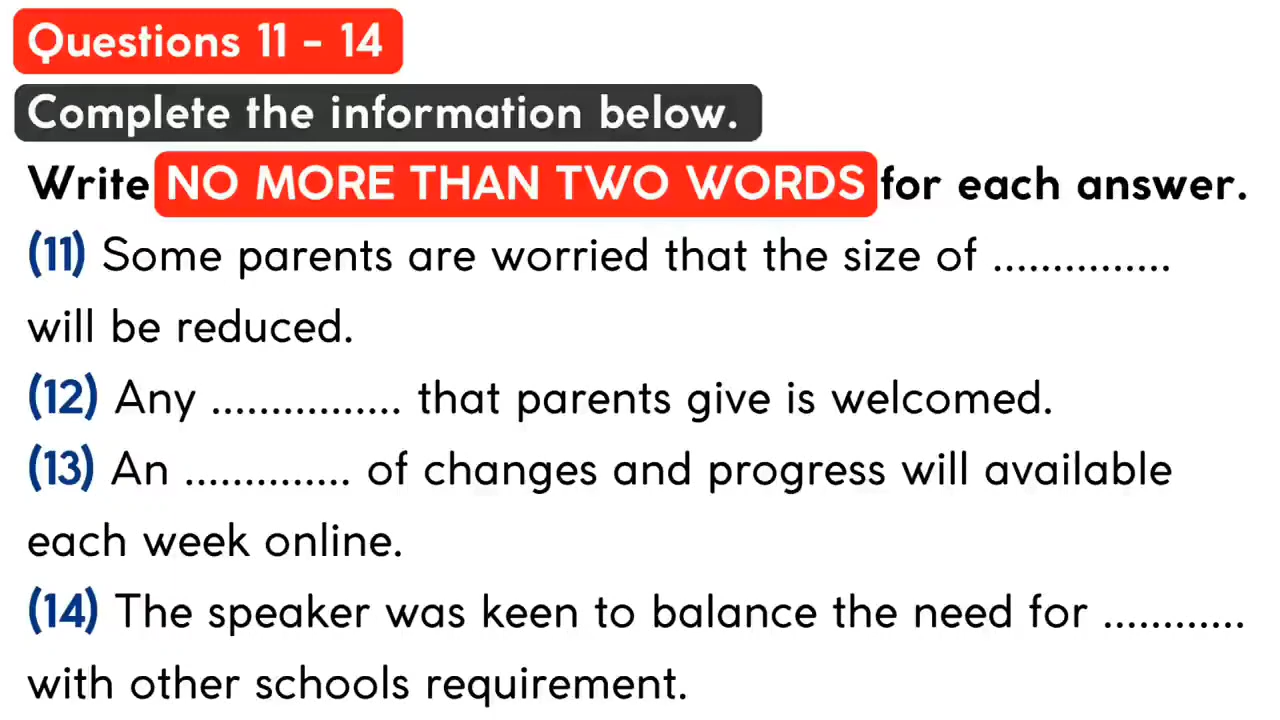 Questions 11 - 14
Complete the information below.
Write NO MORE THAN TWO WORDS for each answer.
(11) Some parents are worried that the size of ...............
will be reduced.
(12) Any ................ that parents give is welcomed.
(13) An .............. of changes and progress will available
each week online.
(14) The speaker was keen to balance the need for ............
with other schools requirement.